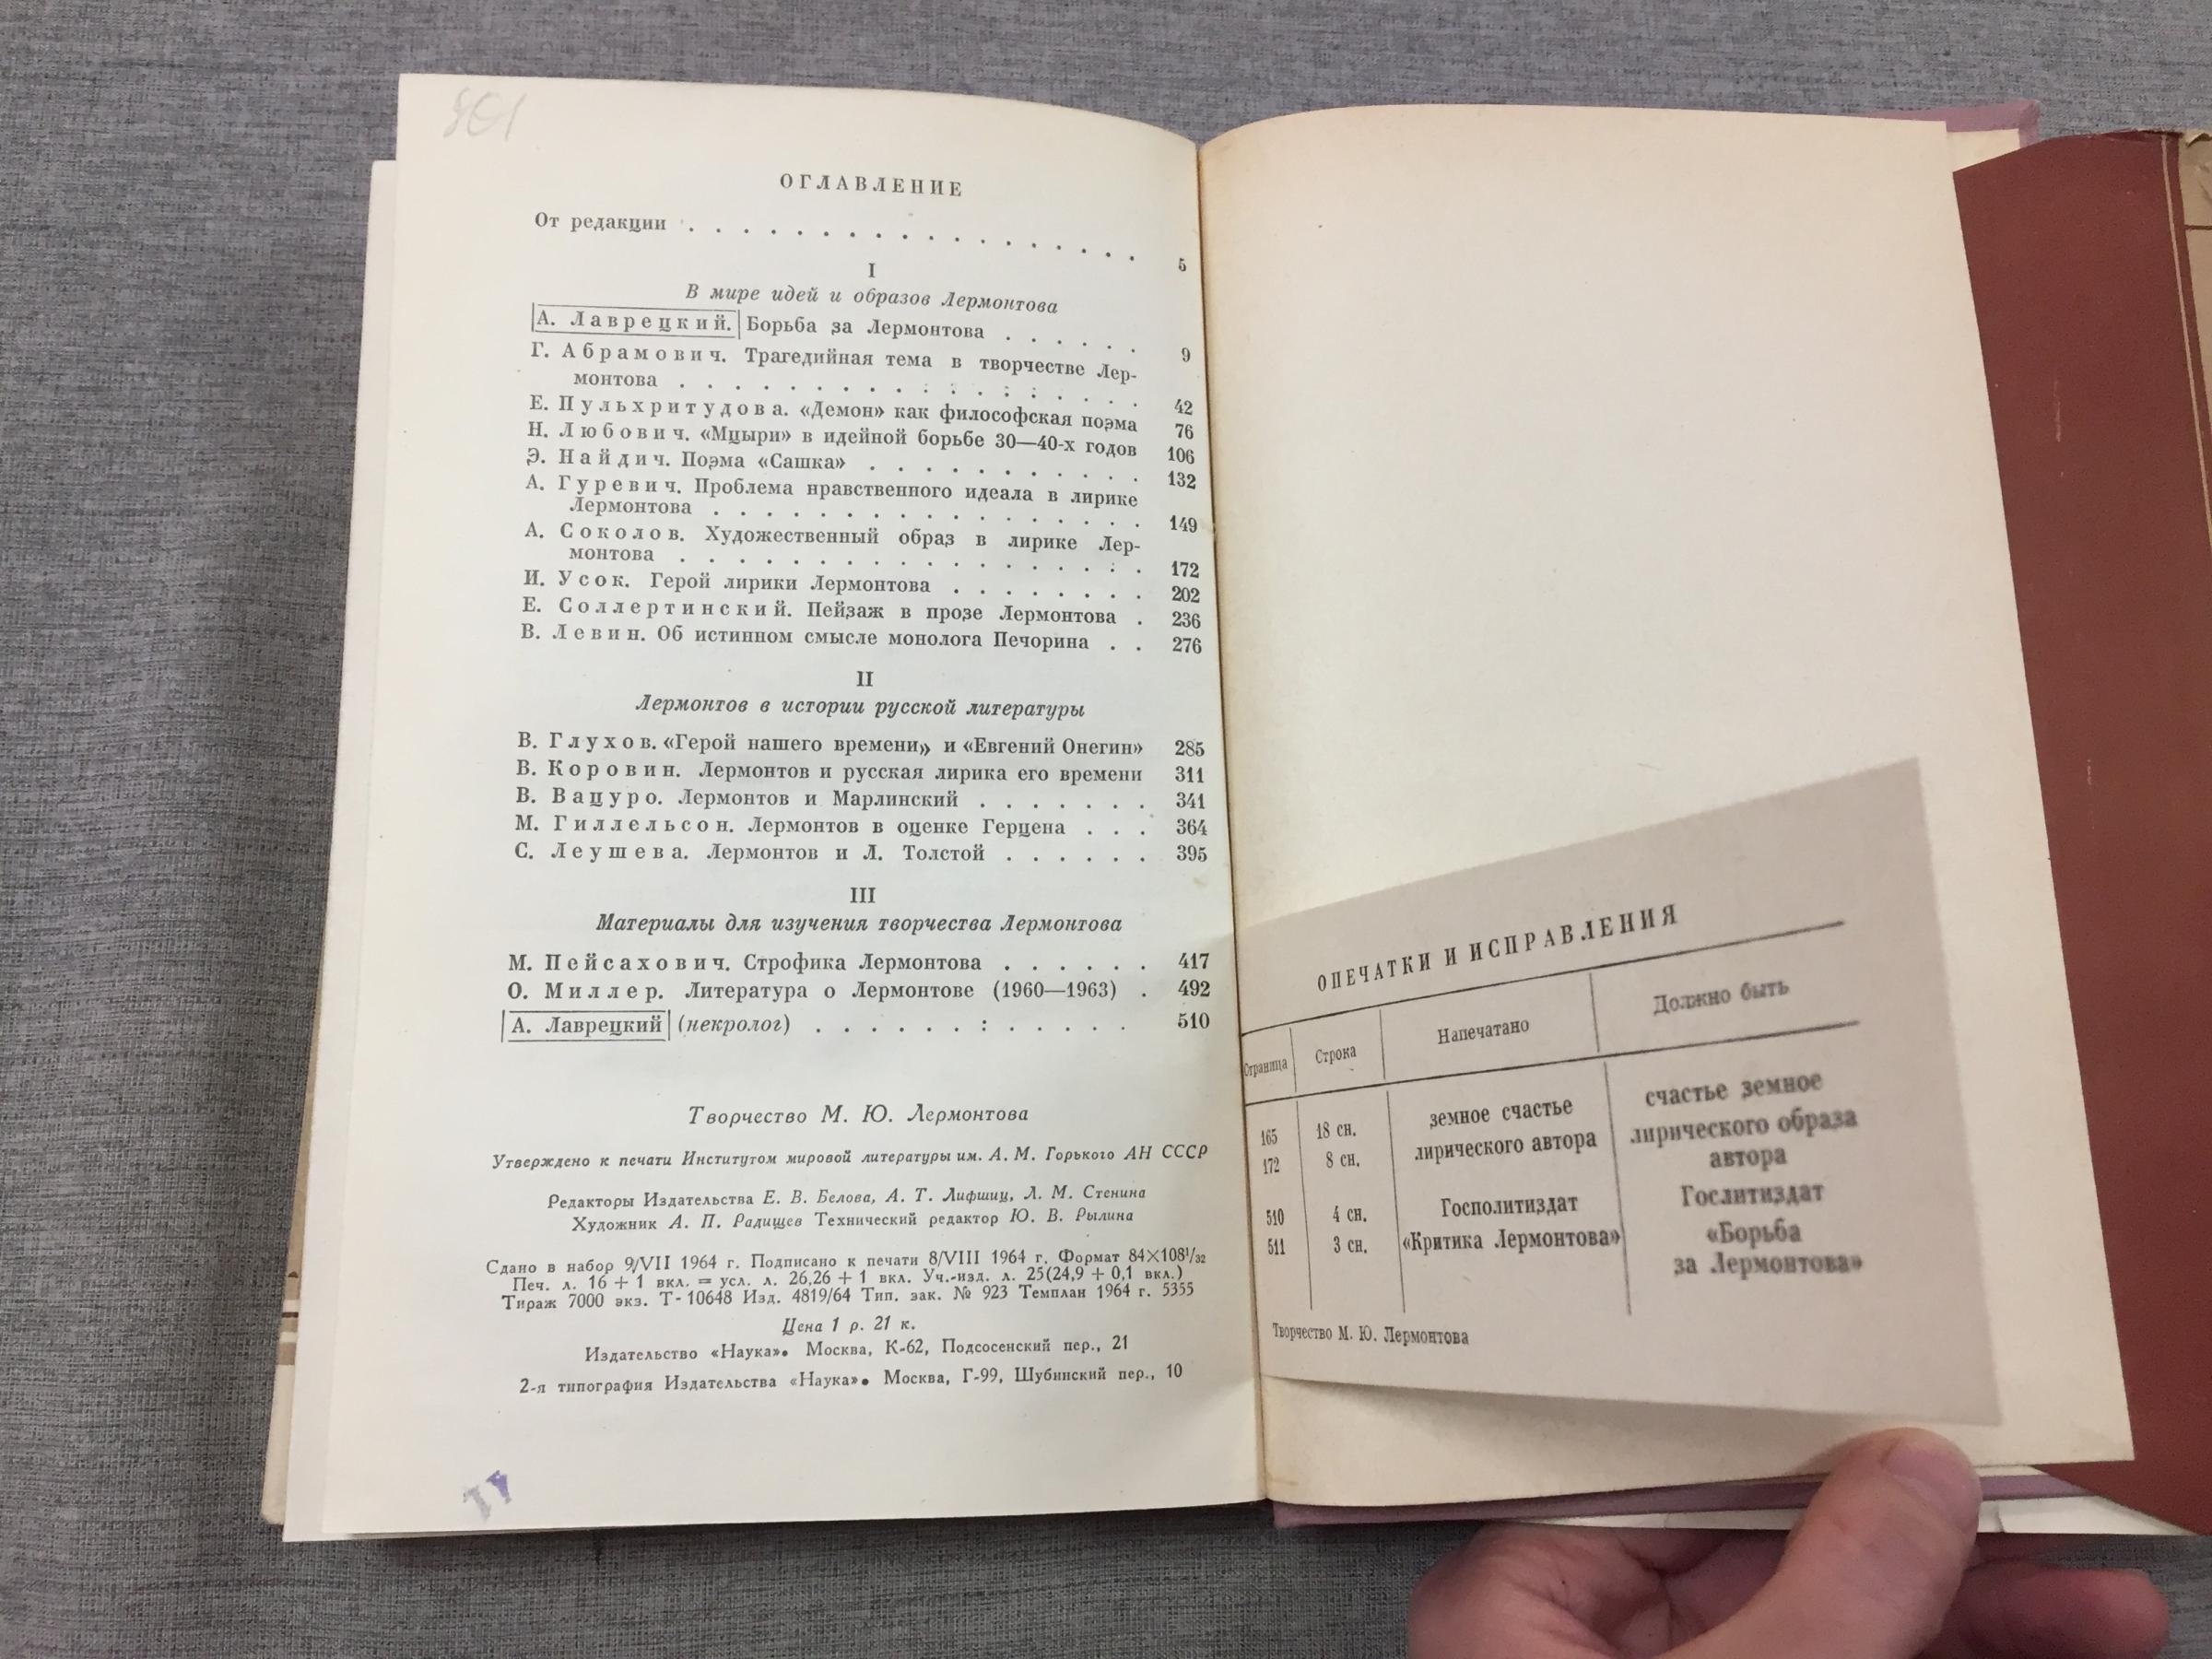 ОГЛАВЛЕНИЕ
От редакции . . . . . . . . . . . . . . . . . 5
I
В мире идей и образов Лермонтова
А. Лаврецкий. Борьба за Лермонтова . . . . . . 9
Г. Абрамович. Трагедийная тема в творчестве Лер-
монтова . . . . . . . . . . . . . . . . . . 42
Е. Пульхритудова. «Демон» как философская поэма 76
Н. Любович. «Мцыри» в идейной борьбе 30—40-х годов 106
Э. Найдич. Поэма «Сашка» . . . . . . . . . . . 132
А. Гуревич. Проблема нравственного идеала в лирике
Лермонтова . . . . . . . . . . . . . . . . . 149
А. Соколов. Художественный образ в лирике Лер-
монтова . . . . . . . . . . . . . . . . . . 172
И. Усок. Герой лирики Лермонтова . . . . . . . . 202
Е. Соллертинский. Пейзаж в прозе Лермонтова . 236
В. Левин. Об истинном смысле монолога Печорина . . 276
II
Лермонтов в истории русской литературы
В. Глухов. «Герой нашего времени» и «Евгений Онегин» 285
В. Коровин. Лермонтов и русская лирика его времени 311
В. Вацуро. Лермонтов и Марлинский . . . . . . . 341
М. Гиллельсон. Лермонтов в оценке Герцена . . . 364
С. Леушева. Лермонтов и Л. Толстой . . . . . . 395
III
Материалы для изучения творчества Лермонтова
М. Пейсахович. Строфика Лермонтова . . . . . . 417
О. Миллер. Литература о Лермонтове (1960—1963) . 492
А. Лаврецкий (некролог) . . . . . . : . . . . . 510
Творчество М. Ю. Лермонтова
Утверждено к печати Институтом мировой литературы им. А. М. Горького АН СССР
Редакторы Издательства Е. В. Белова, А. Т. Лифшиц, Л. М. Стенина
Художник А. П. Радищев Технический редактор Ю. В. Рылина
Сдано в набор 9/VII 1964 г. Подписано к печати 8/VIII 1964 г. Формат 84×108¹/₃₂
Печ. л. 16 + 1 вкл. = усл. л. 26,26 + 1 вкл. Уч.-изд. л. 25(24,9 + 0,1 вкл.)
Тираж 7000 экз. Т-10648 Изд. 4819/64 Тип. зак. № 923 Темплан 1964 г. 5355
Цена 1 р. 21 к.
Издательство «Наука». Москва, К-62, Подсосенский пер., 21
2-я типография Издательства «Наука». Москва, Г-99, Шубинский пер., 10
ОПЕЧАТКИ И ИСПРАВЛЕНИЯ
Страница Строка Напечатано Должно быть
165 18 сн. земное счастье счастье земное
172 8 сн. лирического автора лирического образа
автора
510 4 сн. Госполитиздат Гослитиздат
511 3 сн. «Критика Лермонтова» «Борьба
за Лермонтова»
Творчество М. Ю. Лермонтова